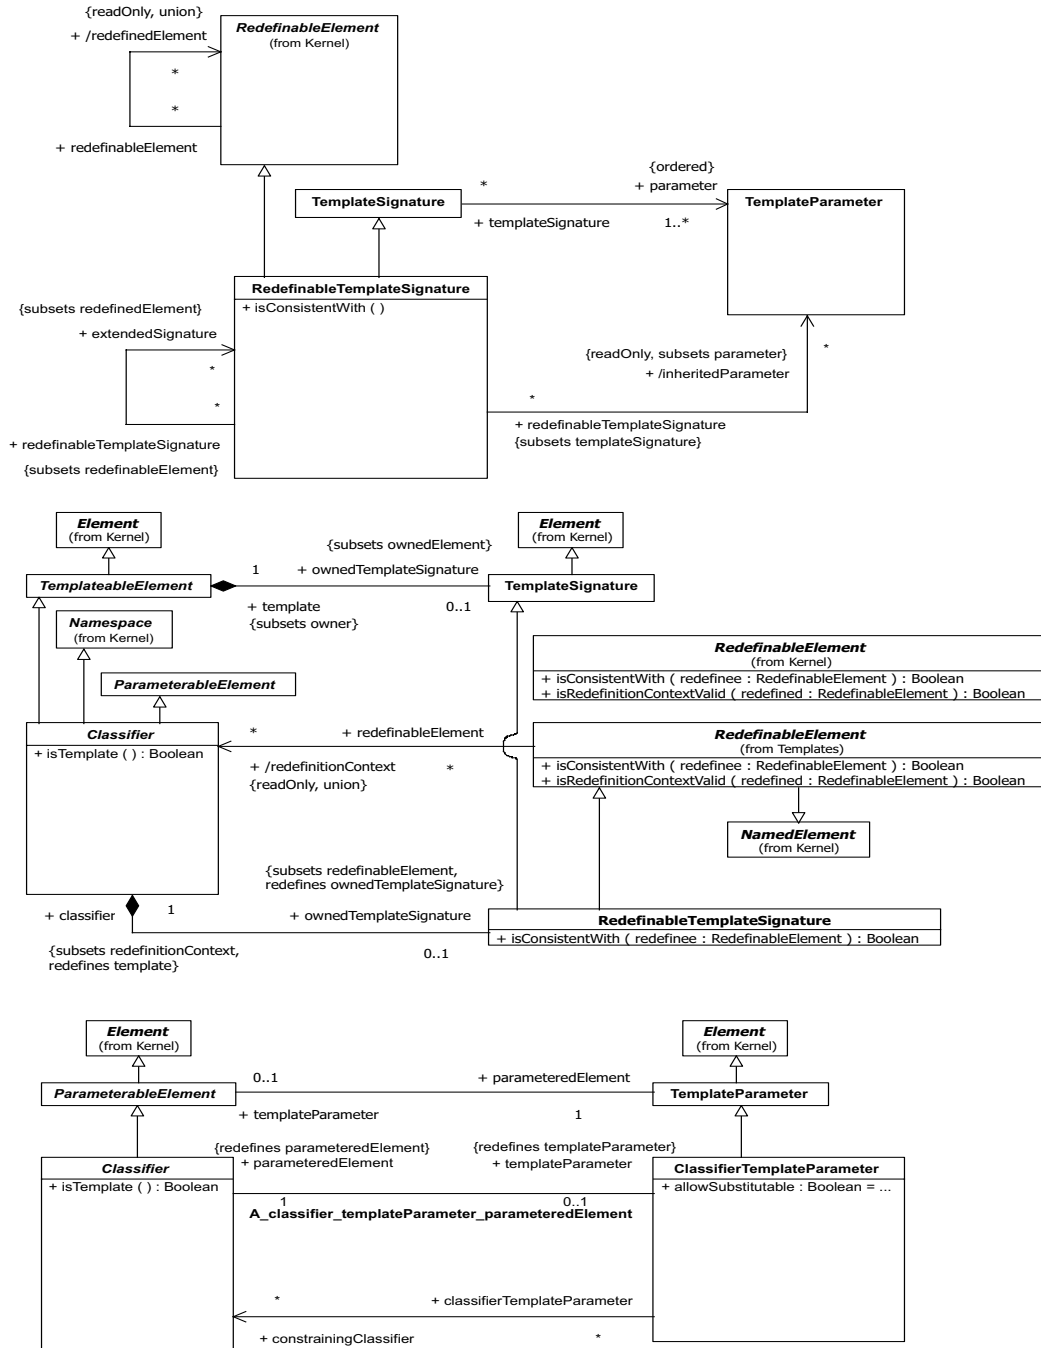 {readOnly, union}
+ /redefinedElement
*
*
+ redefinableElement
RedefinableElement
(from Kernel)
TemplateSignature
*
+ templateSignature
{ordered}
+ parameter
1..*
TemplateParameter
RedefinableTemplateSignature
+ isConsistentWith ( )
{subsets redefinedElement}
+ extendedSignature
*
*
+ redefinableTemplateSignature
{subsets redefinableElement}
{readOnly, subsets parameter}
+ /inheritedParameter
*
*
+ redefinableTemplateSignature
{subsets templateSignature}
Element
(from Kernel)
Element
(from Kernel)
{subsets ownedElement}
1
+ ownedTemplateSignature
TemplateableElement
TemplateSignature
+ template
{subsets owner}
0..1
Namespace
(from Kernel)
ParameterableElement
RedefinableElement
(from Kernel)
+ isConsistentWith ( redefinee : RedefinableElement ) : Boolean
+ isRedefinitionContextValid ( redefined : RedefinableElement ) : Boolean
Classifier
+ isTemplate ( ) : Boolean
*
+ redefinableElement
+ /redefinitionContext
{readOnly, union}
*
RedefinableElement
(from Templates)
+ isConsistentWith ( redefinee : RedefinableElement ) : Boolean
+ isRedefinitionContextValid ( redefined : RedefinableElement ) : Boolean
NamedElement
(from Kernel)
{subsets redefinableElement,
redefines ownedTemplateSignature}
+ classifier
1
+ ownedTemplateSignature
RedefinableTemplateSignature
+ isConsistentWith ( redefinee : RedefinableElement ) : Boolean
{subsets redefinitionContext,
redefines template}
0..1
Element
(from Kernel)
Element
(from Kernel)
ParameterableElement
0..1
+ parameteredElement
TemplateParameter
+ templateParameter
1
{redefines parameteredElement}
+ parameteredElement
{redefines templateParameter}
+ templateParameter
Classifier
+ isTemplate ( ) : Boolean
ClassifierTemplateParameter
+ allowSubstitutable : Boolean = ...
1
0..1
A_classifier_templateParameter_parameteredElement
*
+ classifierTemplateParameter
+ constrainingClassifier
*